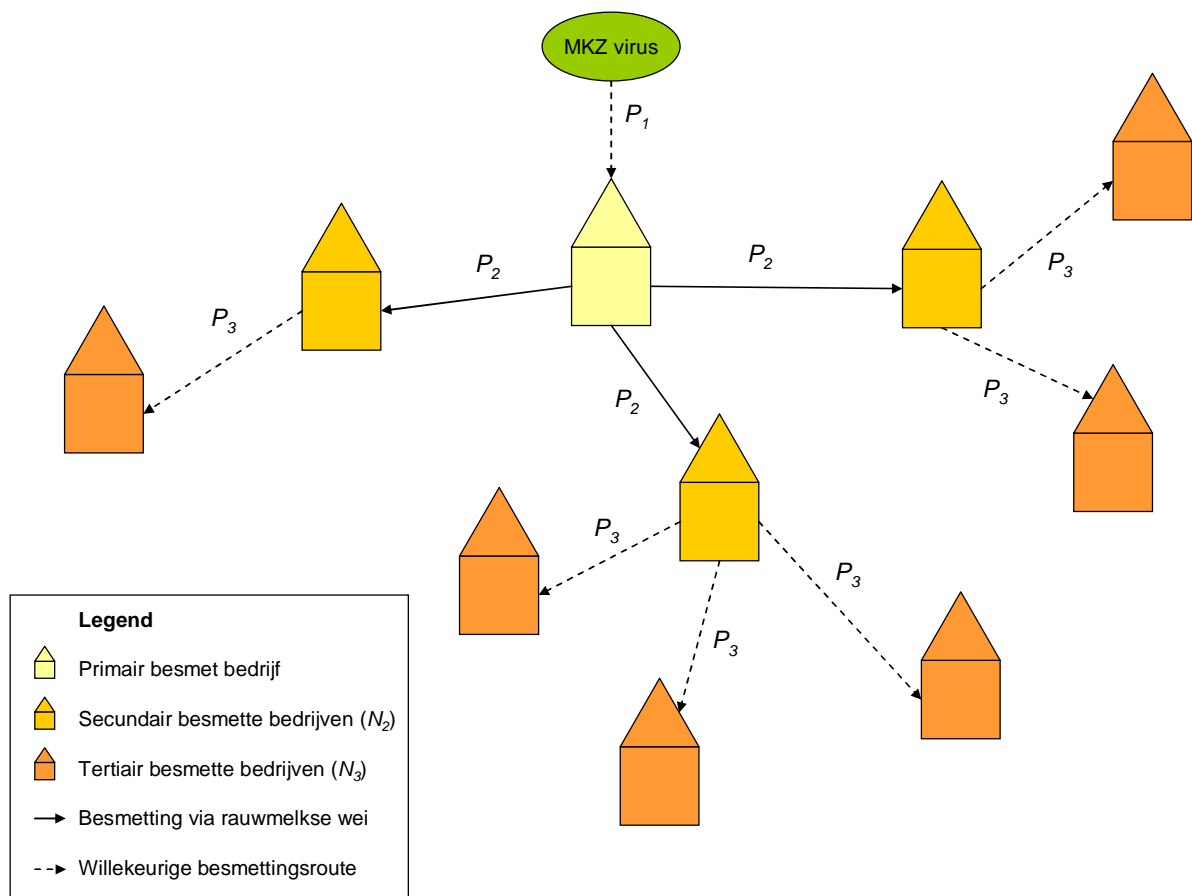 MKZ virus
P1
P2
P2
P3
P3
P3
P2
P3
P3
P3
Legend
Primair besmet bedrijf
Secundair besmette bedrijven (N2)
Tertiair besmette bedrijven (N3)
Besmetting via rauwmelkse wei
Willekeurige besmettingsroute